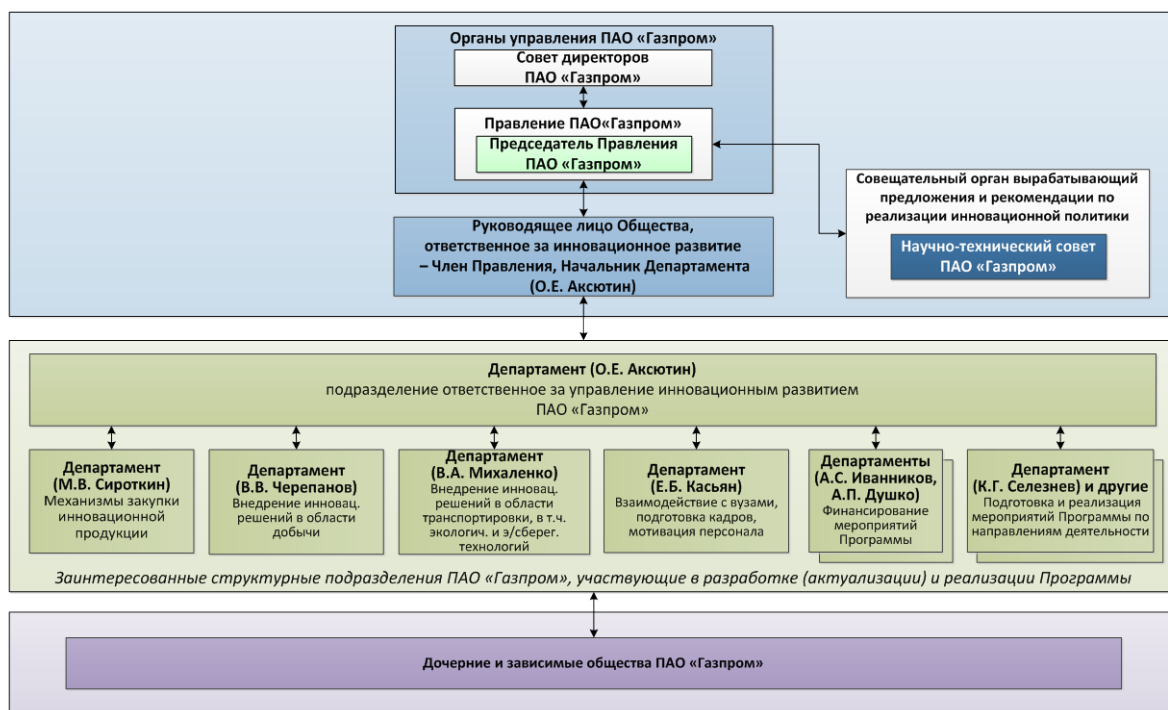 Органы управления ПАО «Газпром»
Совет директоров
ПАО «Газпром»
Правление ПАО«Газпром»
Председатель Правления
ПАО «Газпром»
Совещательный орган вырабатывающий
предложения и рекомендации по
реализации инновационной политики
Научно-технический совет
ПАО «Газпром»
Руководящее лицо Общества,
ответственное за инновационное развитие
– Член Правления, Начальник Департамента
(О.Е. Аксютин)
Департамент (О.Е. Аксютин)
подразделение ответственное за управление инновационным развитием
ПАО «Газпром»
Департамент
(М.В. Сироткин)
Механизмы закупки
инновационной
продукции
Департамент
(В.В. Черепанов)
Внедрение инновац.
решений в области
добычи
Департамент
(В.А. Михаленко)
Внедрение инновац.
решений в области
транспортировки, в т.ч.
экологич. и э/сберег.
технологий
Департамент
(Е.Б. Касьян)
Взаимодействие с вузами,
подготовка кадров,
мотивация персонала
Департаменты
(А.С. Иванников,
А.П. Душко)
Финансирование
мероприятий
Программы
Департамент
(К.Г. Селезнев) и другие
Подготовка и реализация
мероприятий Программы по
направлениям деятельности
Заинтересованные структурные подразделения ПАО «Газпром», участвующие в разработке (актуализации) и реализации Программы
Дочерние и зависимые общества ПАО «Газпром»